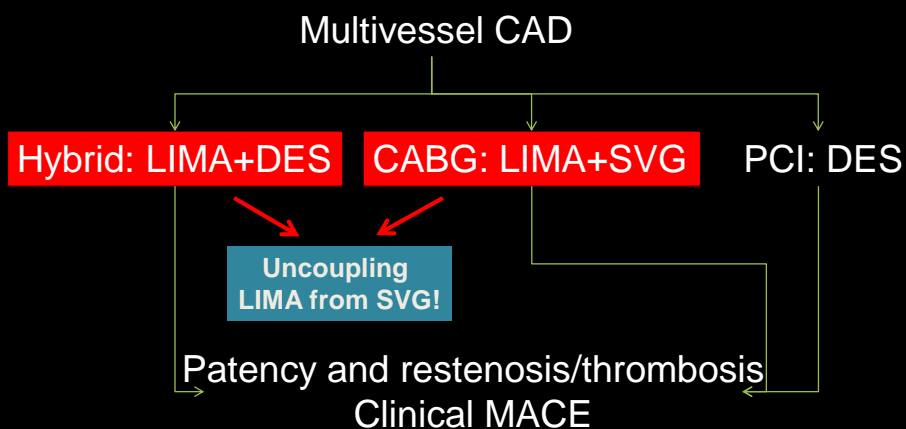 Multivessel CAD
Hybrid: LIMA+DES
CABG: LIMA+SVG
PCI: DES
Uncoupling
LIMA from SVG!
Patency and restenosis/thrombosis
Clinical MACE